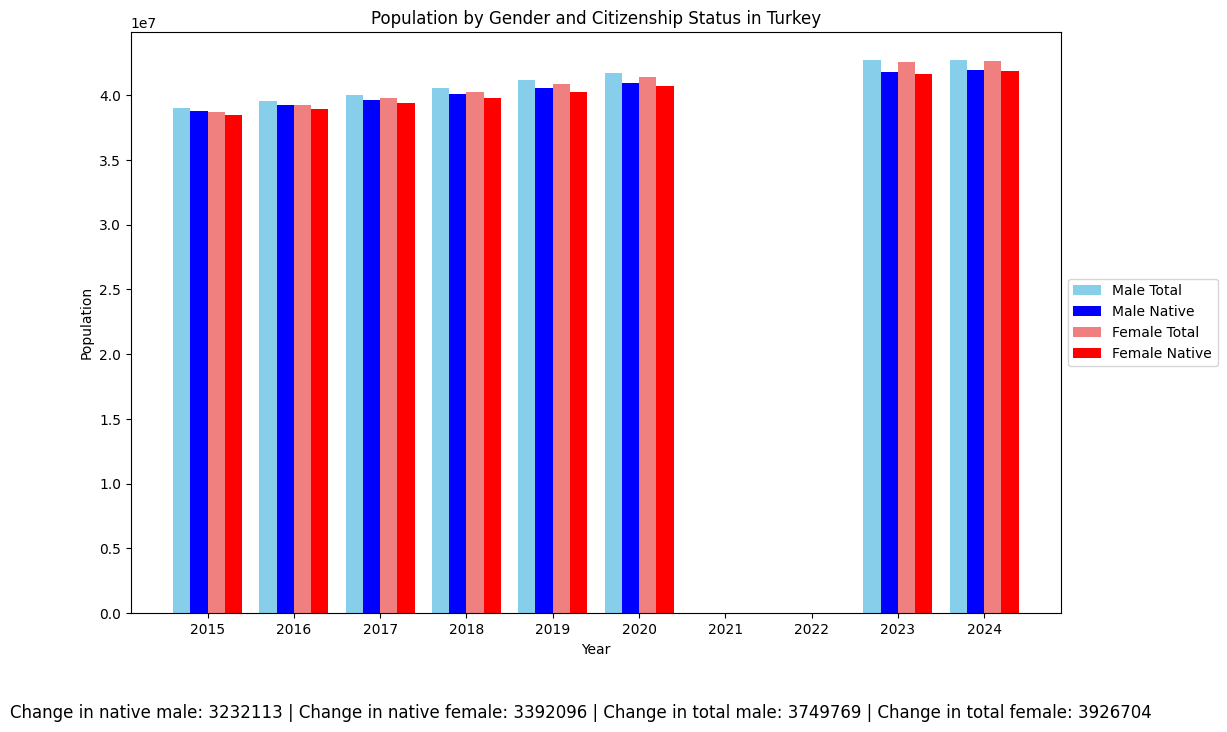 Population by Gender and Citizenship Status in Turkey
1e7
4.0
3.5
3.0
2.5
2.0
1.5
1.0
0.5
0.0
Population
2015 2016 2017 2018 2019 2020 2021 2022 2023 2024
Year
Male Total
Male Native
Female Total
Female Native
Change in native male: 3232113 | Change in native female: 3392096 | Change in total male: 3749769 | Change in total female: 3926704